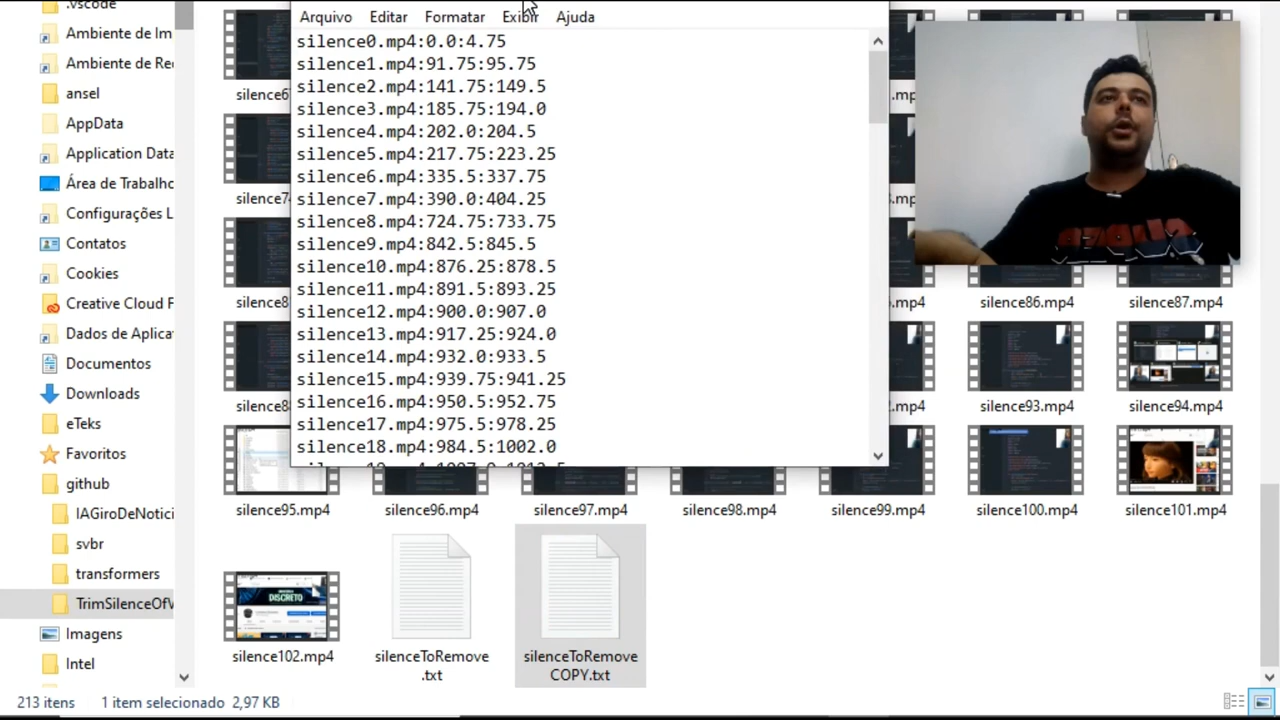 .vscode
Ambiente de Im
Ambiente de Rec
ansel
AppData
Application Data
Área de Trabalho
Configurações L
Contatos
Cookies
Creative Cloud F
Dados de Aplica
Documentos
Downloads
eTeks
Favoritos
github
IAGiroDeNotici
svbr
transformers
TrimSilenceOfV
Imagens
Intel
Arquivo Editar Formatar Exibir Ajuda
silence0.mp4:0.0:4.75
silence1.mp4:91.75:95.75
silence2.mp4:141.75:149.5
silence3.mp4:185.75:194.0
silence4.mp4:202.0:204.5
silence5.mp4:217.75:223.25
silence6.mp4:335.5:337.75
silence7.mp4:390.0:404.25
silence8.mp4:724.75:733.75
silence9.mp4:842.5:845.5
silence10.mp4:876.25:878.5
silence11.mp4:891.5:893.25
silence12.mp4:900.0:907.0
silence13.mp4:917.25:924.0
silence14.mp4:932.0:933.5
silence15.mp4:939.75:941.25
silence16.mp4:950.5:952.75
silence17.mp4:975.5:978.25
silence18.mp4:984.5:1002.0
silence86.mp4 silence87.mp4
silence93.mp4 silence94.mp4
silence95.mp4 silence96.mp4 silence97.mp4 silence98.mp4 silence99.mp4 silence100.mp4 silence101.mp4
silence102.mp4
silenceToRemove
.txt
silenceToRemove
COPY.txt
213 itens 1 item selecionado 2,97 KB